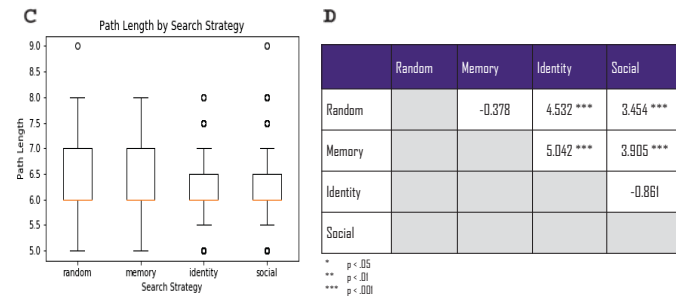 C
Path Length by Search Strategy
9.0
8.5
8.0
7.5
7.0
6.5
6.0
5.5
5.0
Path Length
random memory identity social
Search Strategy
D
Random Memory Identity Social
Random -0.378 4.532 *** 3.454 ***
Memory 5.042 *** 3.905 ***
Identity -0.861
Social
* p < .05
** p < .01
*** p < .001